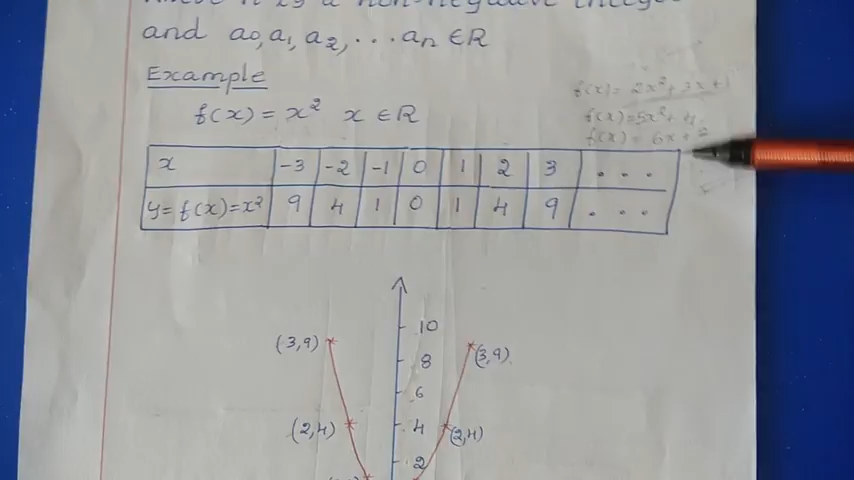 and a₀, a₁, a₂, ... aₙ ∈ R
Example
f(x) = x² x ∈ R
f(x) = 2x² + 3x + 1
f(x) = 5x² + 4
f(x) = 6x +
x -3 -2 -1 0 1 2 3 . . .
y = f(x) = x² 9 4 1 0 1 4 9 . . .
10
(3,9) (3,9)
8
6
(2,4) 4 (2,4)
2